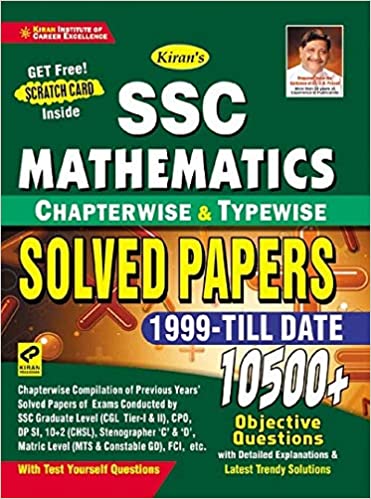 KIRAN INSTITUTE OF
CAREER EXCELLENCE
GET Free!
SCRATCH CARD
Inside
Kiran's
SSC
MATHEMATICS
CHAPTERWISE & TYPEWISE
SOLVED PAPERS
1999-TILL DATE
10500+
Objective
Questions
with Detailed Explanations &
Latest Trendy Solutions
KIRAN
Chapterwise Compilation of Previous Years'
Solved Papers of Exams Conducted by
SSC Graduate Level (CGL Tier-I & II), CPO,
DP SI, 10+2 (CHSL), Stenographer 'C' & 'D',
Matric Level (MTS & Constable GD), FCI, etc.
With Test Yourself Questions